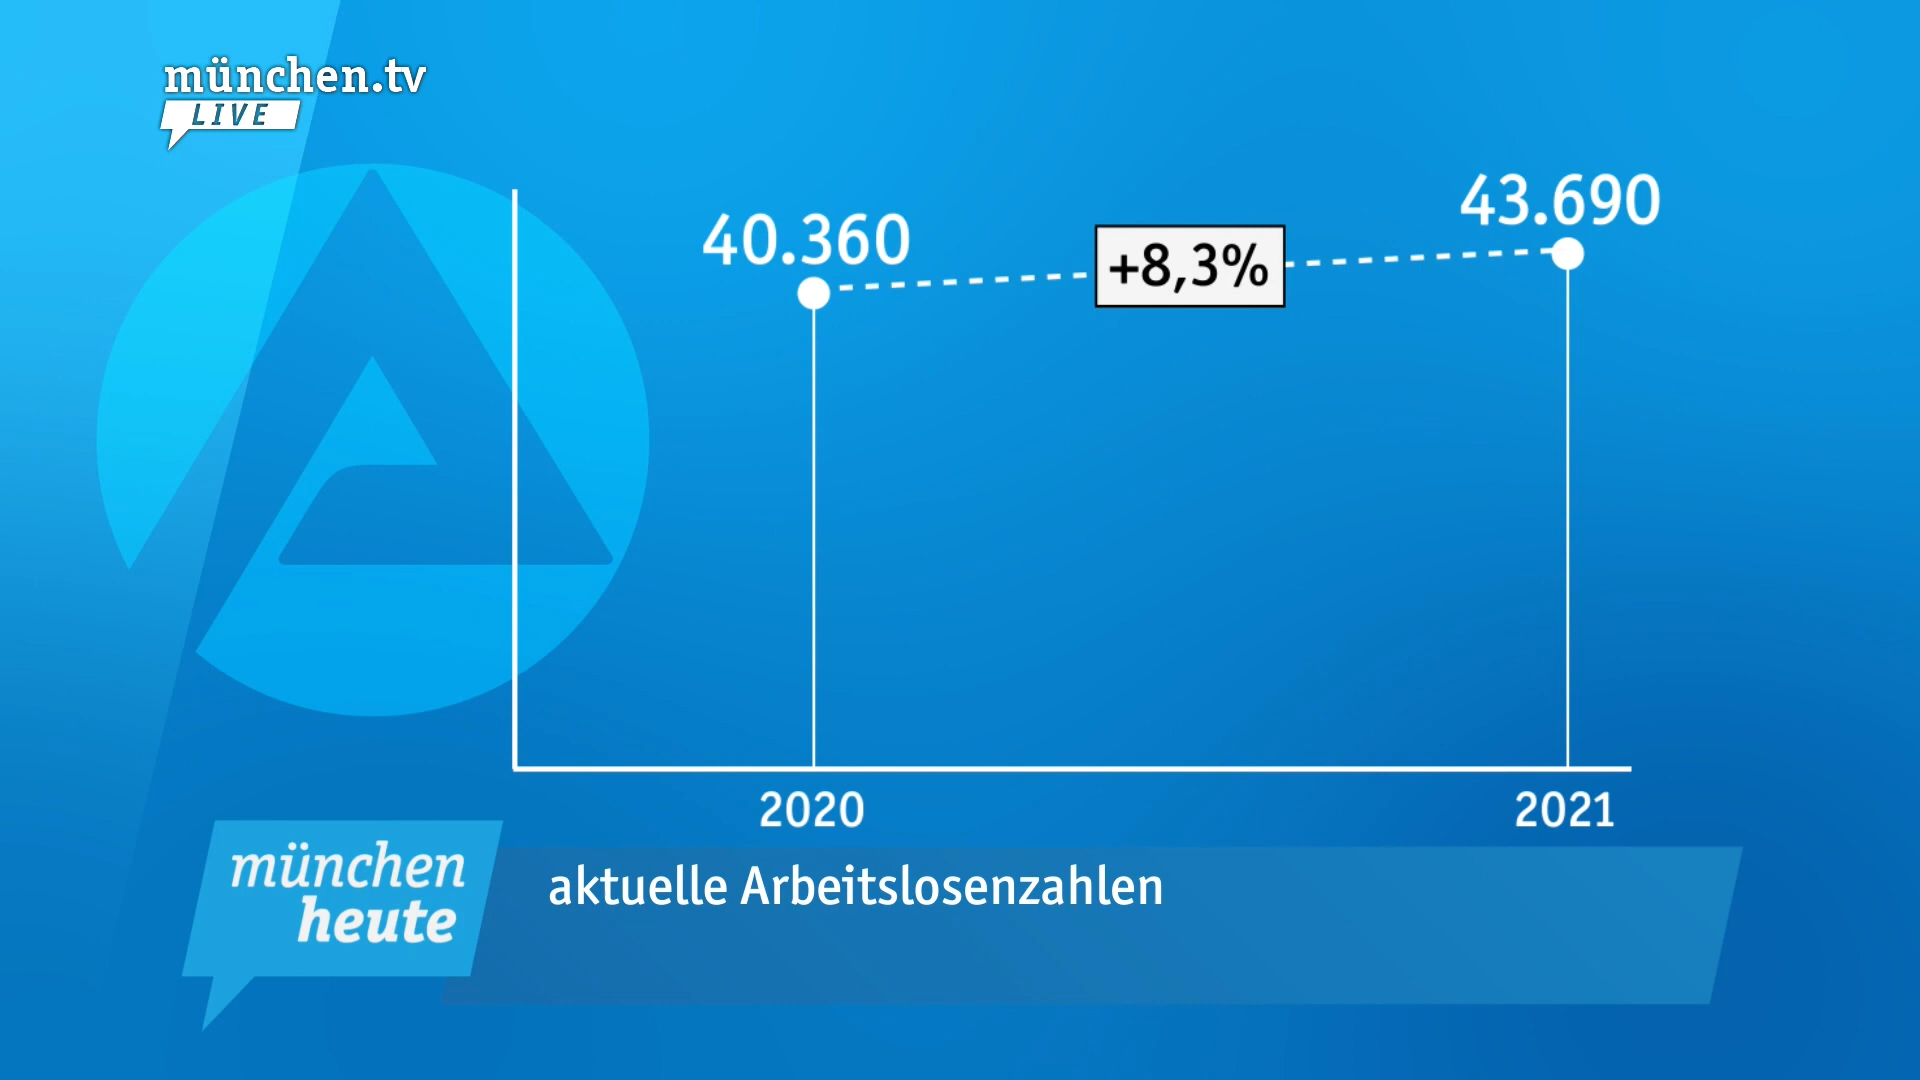 münchen.tv
LIVE
43.690
40.360
+8,3%
2020
2021
münchen
heute
aktuelle Arbeitslosenzahlen